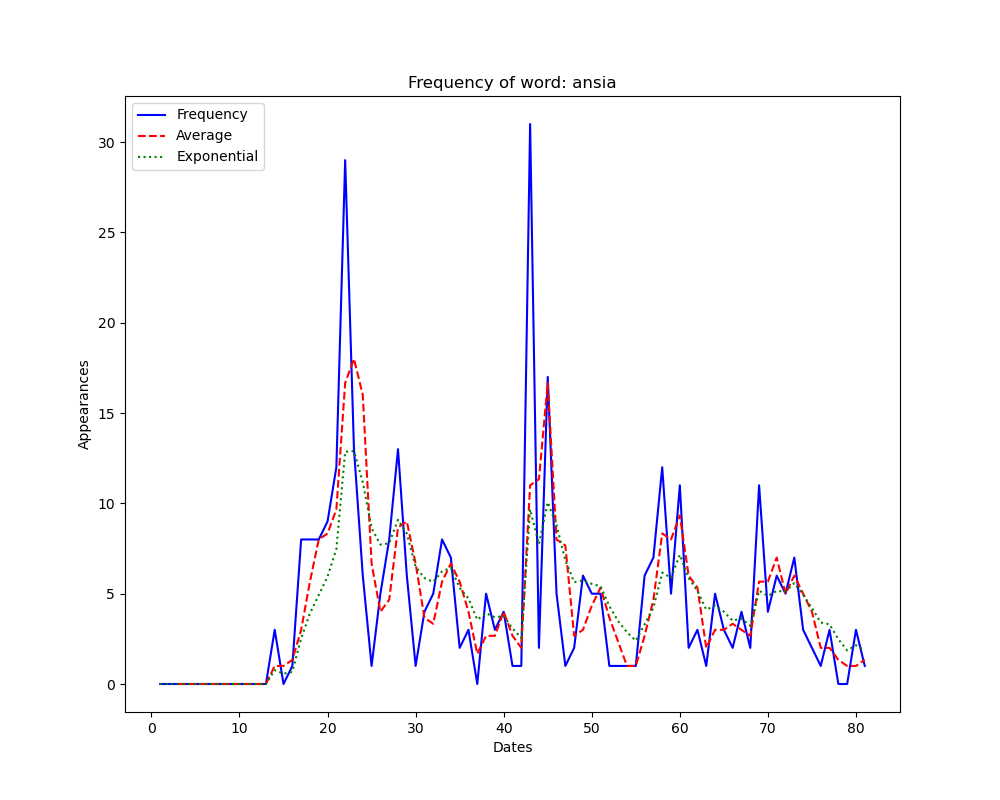 Frequency of word: ansia
Frequency
Average
Exponential
Appearances
30
25
20
15
10
5
0
0 10 20 30 40 50 60 70 80
Dates